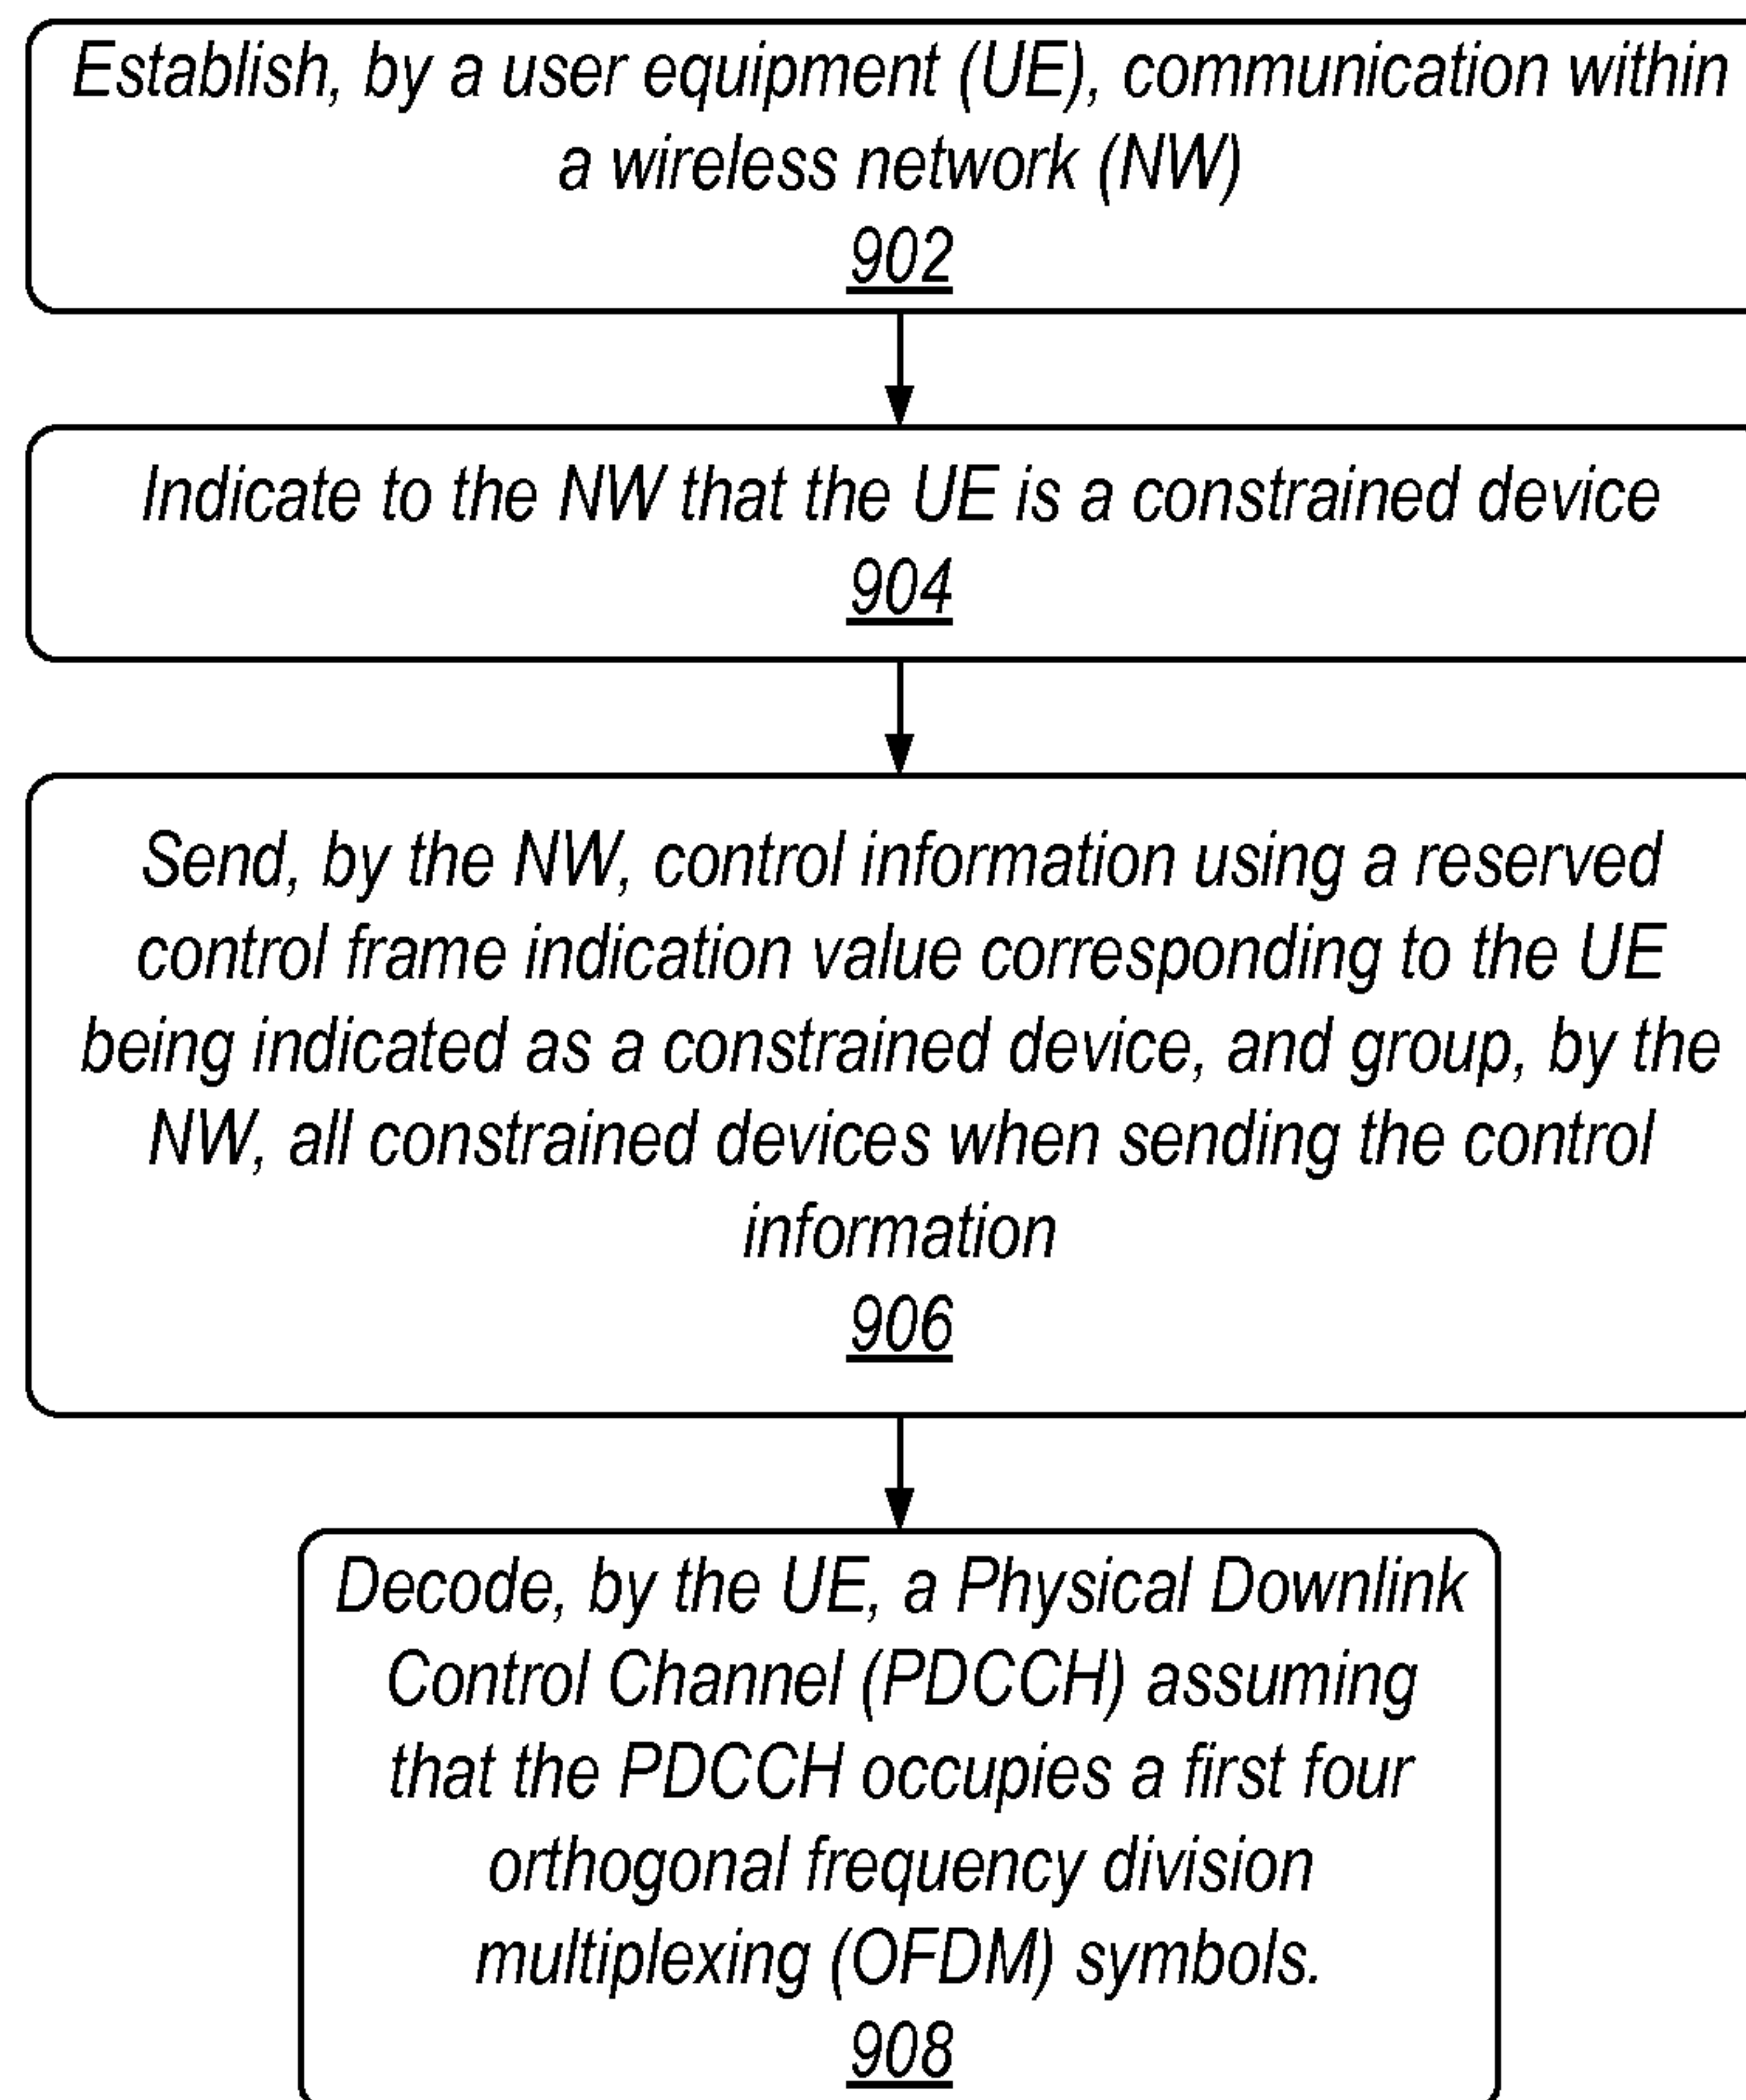 Establish, by a user equipment (UE), communication within
a wireless network (NW)
902
Indicate to the NW that the UE is a constrained device
904
Send, by the NW, control information using a reserved
control frame indication value corresponding to the UE
being indicated as a constrained device, and group, by the
NW, all constrained devices when sending the control
information
906
Decode, by the UE, a Physical Downlink
Control Channel (PDCCH) assuming
that the PDCCH occupies a first four
orthogonal frequency division
multiplexing (OFDM) symbols.
908